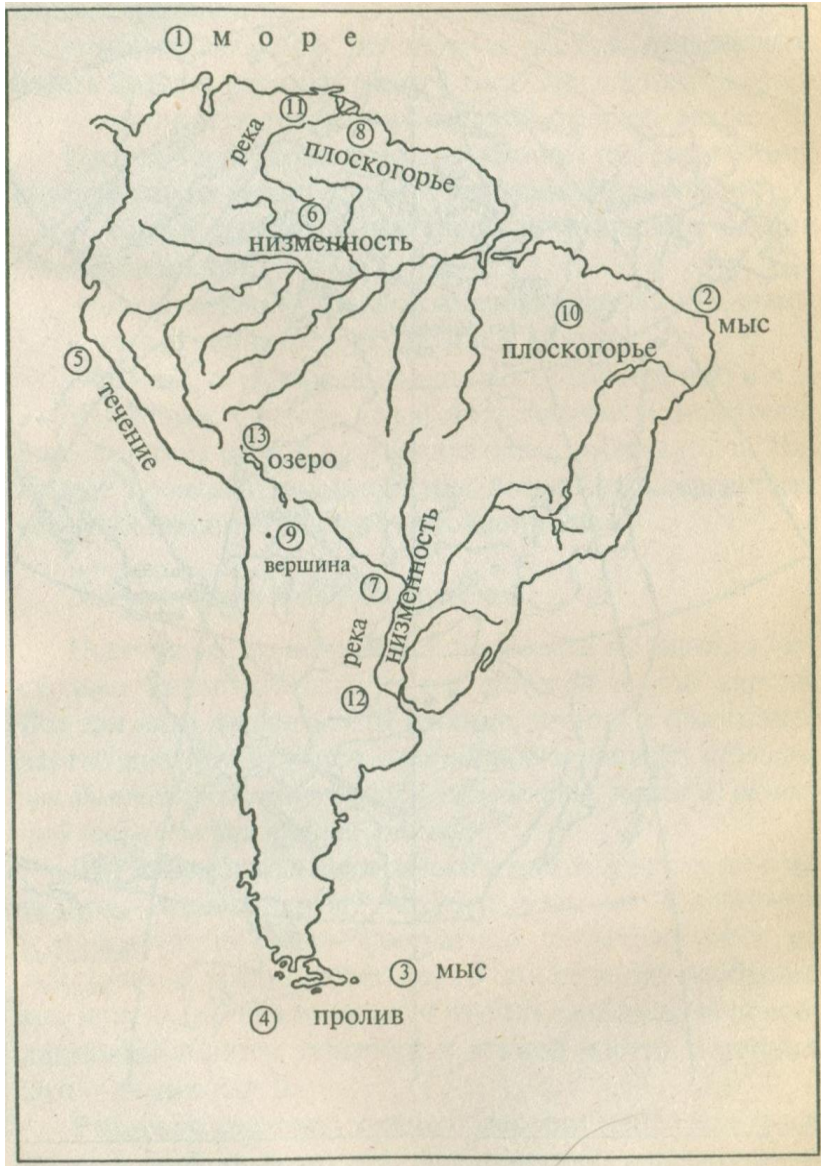 ① м о р е
⑪
река
⑧
плоскогорье
⑥
низменность
②
мыс
⑩
плоскогорье
⑤
течение
⑬
озеро
⑨
вершина
⑦
низменность
река
⑫
③ мыс
④ пролив